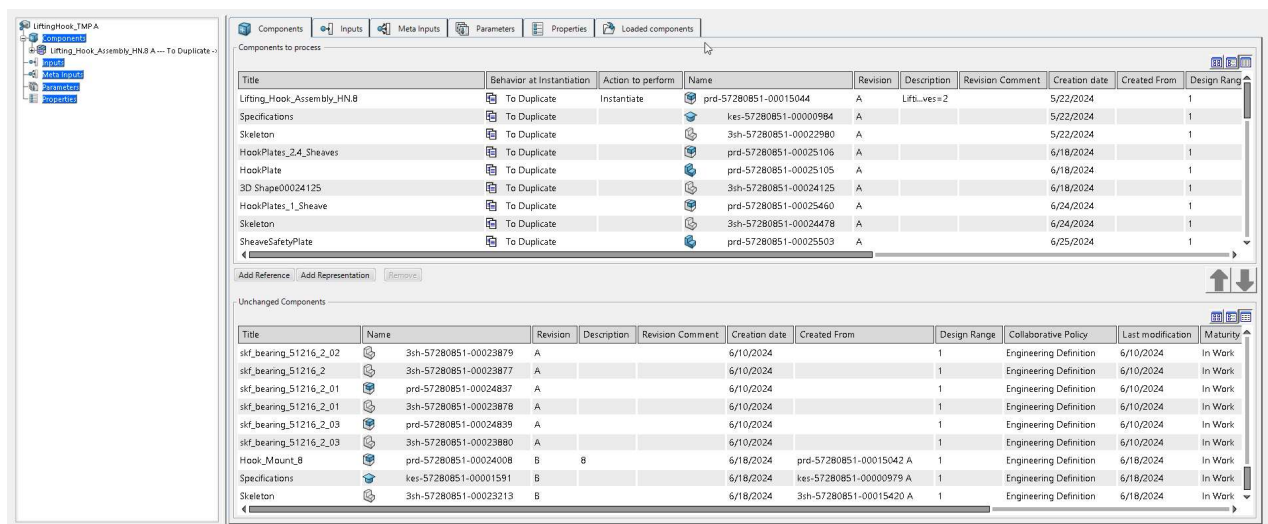 LiftingHook_TMP A
Components
Lifting_Hook_Assembly_HN.8 A --- To Duplicate ->
Inputs
Meta Inputs
Parameters
Properties
Components Inputs Meta Inputs Parameters Properties Loaded components
Components to process
Title Behavior at Instantiation Action to perform Name Revision Description Revision Comment Creation date Created From Design Rang
Lifting_Hook_Assembly_HN.8 To Duplicate Instantiate prd-57280851-00015044 A Lifti...ves=2 5/22/2024 1
Specifications To Duplicate kes-57280851-00000984 A 5/22/2024 1
Skeleton To Duplicate 3sh-57280851-00022980 A 5/22/2024 1
HookPlates_2,4_Sheaves To Duplicate prd-57280851-00025106 A 6/18/2024 1
HookPlate To Duplicate prd-57280851-00025105 A 6/18/2024 1
3D Shape00024125 To Duplicate 3sh-57280851-00024125 A 6/18/2024 1
HookPlates_1_Sheave To Duplicate prd-57280851-00025460 A 6/24/2024 1
Skeleton To Duplicate 3sh-57280851-00024478 A 6/24/2024 1
SheaveSafetyPlate To Duplicate prd-57280851-00025503 A 6/25/2024 1
Add Reference Add Representation Remove
Unchanged Components
Title Name Revision Description Revision Comment Creation date Created From Design Range Collaborative Policy Last modification Maturity
skf_bearing_51216_2_02 3sh-57280851-00023879 A 6/10/2024 1 Engineering Definition 6/10/2024 In Work
skf_bearing_51216_2 3sh-57280851-00023877 A 6/10/2024 1 Engineering Definition 6/10/2024 In Work
skf_bearing_51216_2_01 prd-57280851-00024837 A 6/10/2024 1 Engineering Definition 6/10/2024 In Work
skf_bearing_51216_2_01 3sh-57280851-00023878 A 6/10/2024 1 Engineering Definition 6/10/2024 In Work
skf_bearing_51216_2_03 prd-57280851-00024839 A 6/10/2024 1 Engineering Definition 6/10/2024 In Work
skf_bearing_51216_2_03 3sh-57280851-00023880 A 6/10/2024 1 Engineering Definition 6/10/2024 In Work
Hook_Mount_8 prd-57280851-00024008 B 8 6/18/2024 prd-57280851-00015042 A 1 Engineering Definition 6/18/2024 In Work
Specifications kes-57280851-00001591 B 6/18/2024 kes-57280851-00000979 A 1 Engineering Definition 6/18/2024 In Work
Skeleton 3sh-57280851-00023213 B 6/18/2024 3sh-57280851-00015420 A 1 Engineering Definition 6/18/2024 In Work